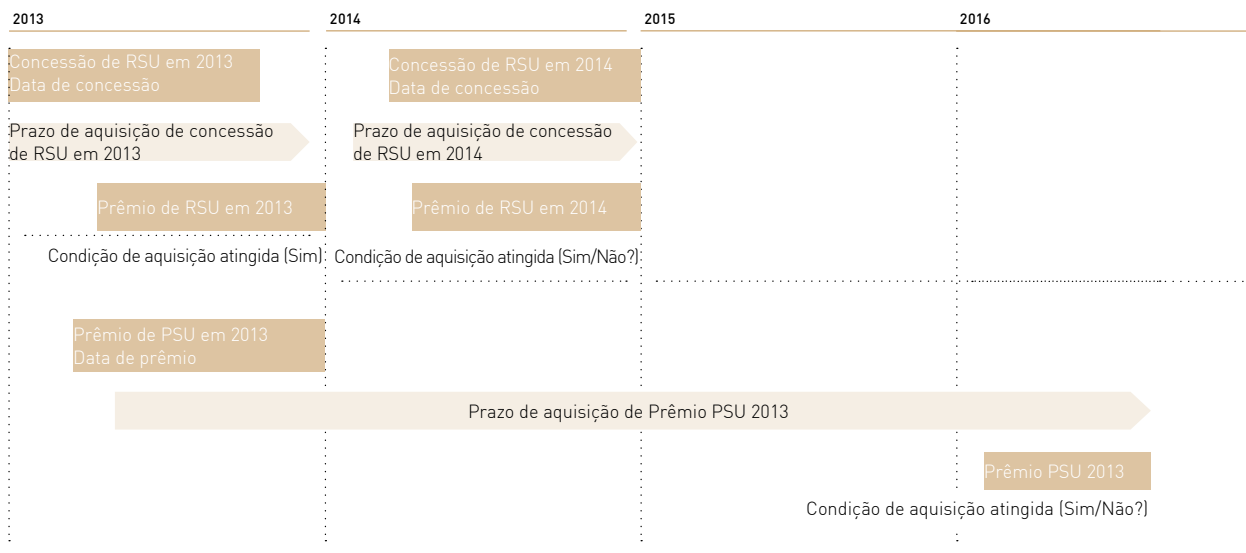 2013
2014
2015
2016
Concessão de RSU em 2013
Data de concessão
Concessão de RSU em 2014
Data de concessão
Prazo de aquisição de concessão
de RSU em 2013
Prazo de aquisição de concessão
de RSU em 2014
Prêmio de RSU em 2013
Prêmio de RSU em 2014
Condição de aquisição atingida (Sim)
Condição de aquisição atingida (Sim/Não?)
Prêmio de PSU em 2013
Data de prêmio
Prazo de aquisição de Prêmio PSU 2013
Prêmio PSU 2013
Condição de aquisição atingida (Sim/Não?)